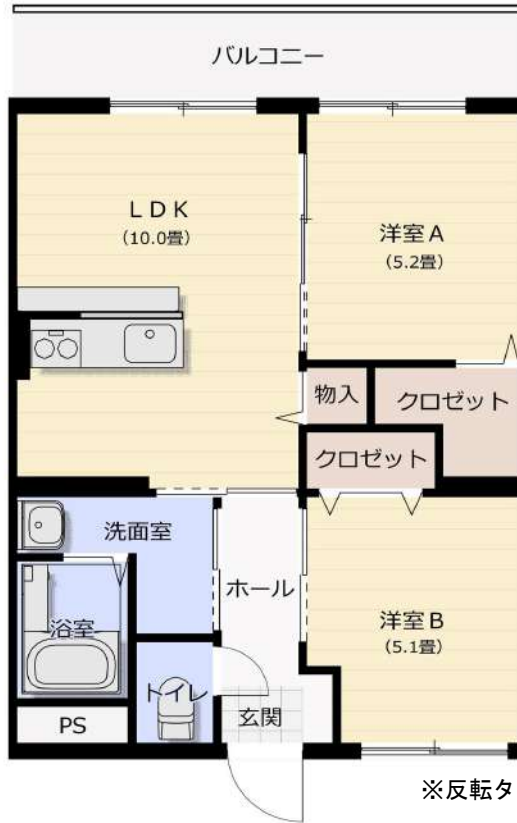 バルコニー
LDK
(10.0畳)
洋室A
(5.2畳)
物入
クロゼット
クロゼット
洗面室
ホール
洋室B
(5.1畳)
浴室
トイレ
玄関
PS
※反転タ